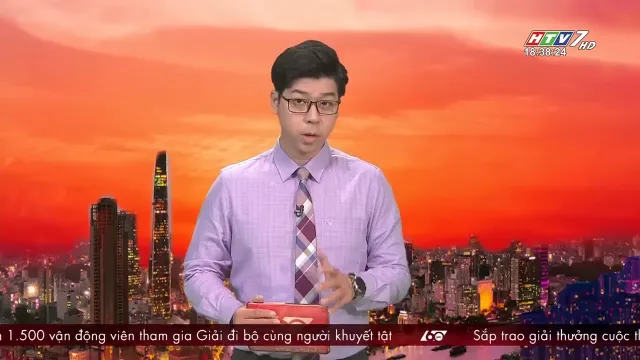 HTV7 HD
18:38:24
1.500 vận động viên tham gia Giải đi bộ cùng người khuyết tật 60 Sắp trao giải thưởng cuộc